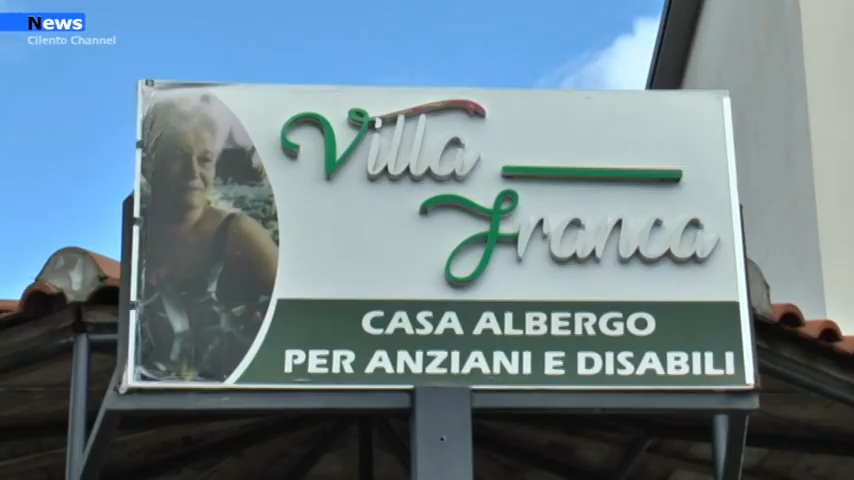 News
Cilento Channel
Villa
Franca
CASA ALBERGO
PER ANZIANI E DISABILI